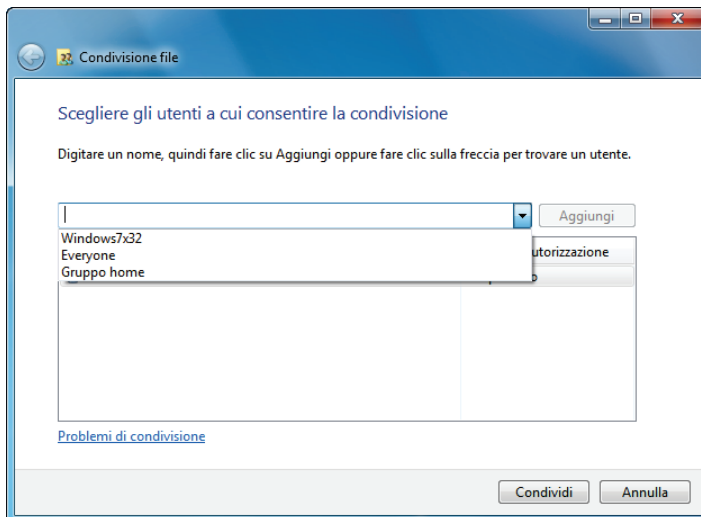 Condivisione file
Scegliere gli utenti a cui consentire la condivisione
Digitare un nome, quindi fare clic su Aggiungi oppure fare clic sulla freccia per trovare un utente.
Aggiungi
Windows7x32
Everyone
Gruppo home
utorizzazione
Problemi di condivisione
Condividi
Annulla